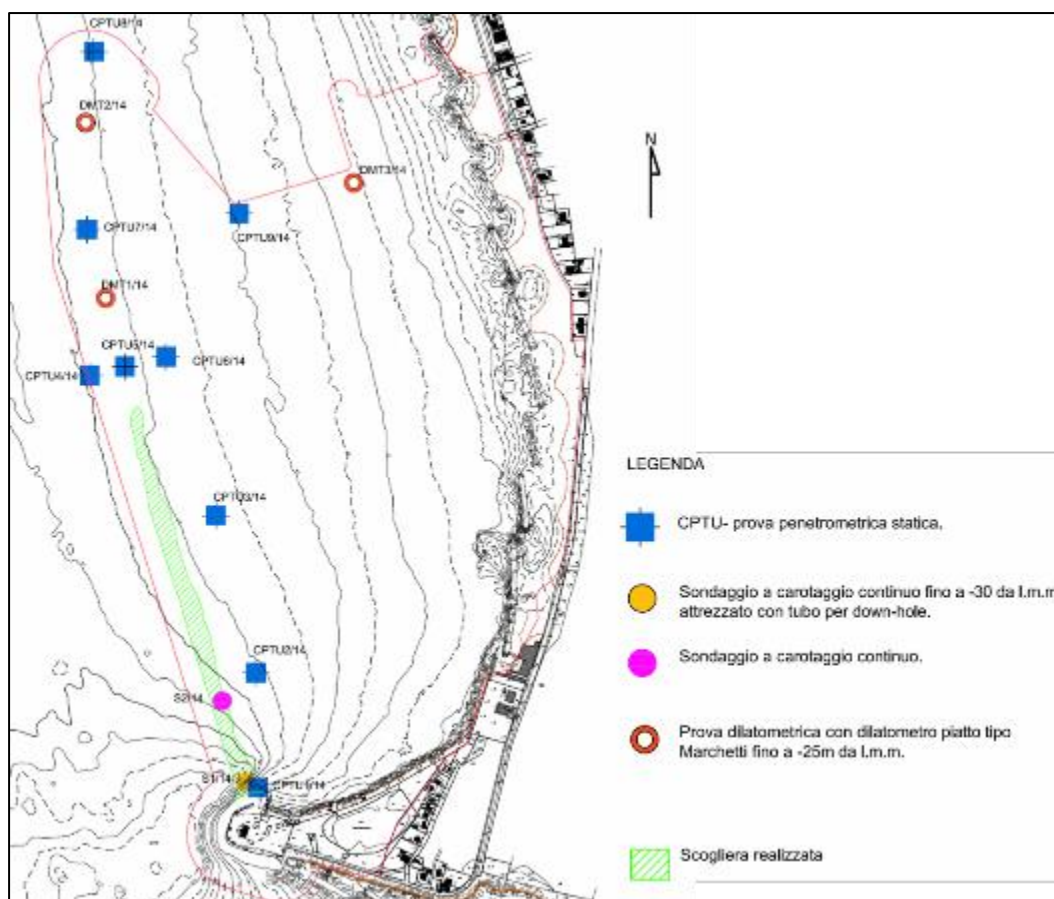 CPTU8/14
DMT2/14
N
DMT3/14
CPTU7/14
CPTU9/14
DMT1/14
CPTU5/14
CPTU6/14
CPTU4/14
LEGENDA
CPTU3/14
CPTU- prova penetrometrica statica.
Sondaggio a carotaggio continuo fino a -30 da l.m.m
attrezzato con tubo per down-hole.
CPTU2/14
Sondaggio a carotaggio continuo.
S2/14
Prova dilatometrica con dilatometro piatto tipo
Marchetti fino a -25m da l.m.m.
S1/14
CPTU1/14
Scogliera realizzata